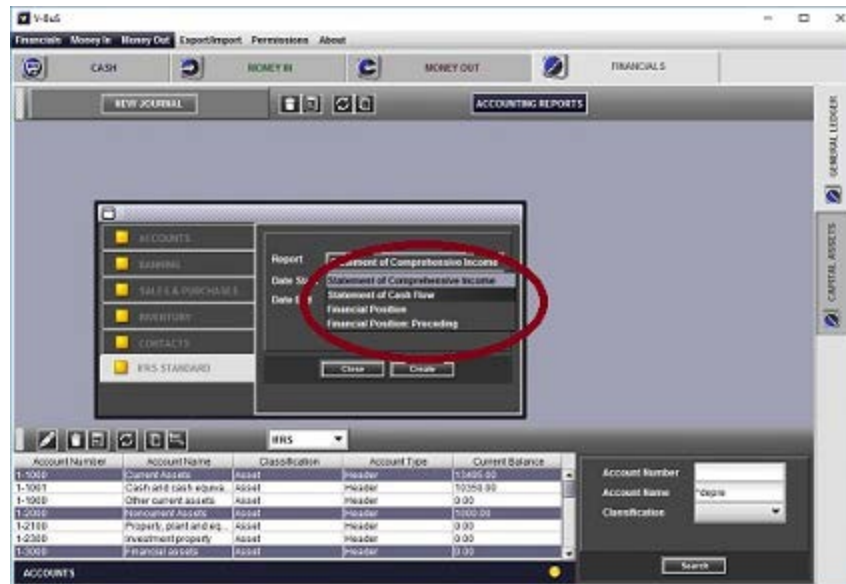 V-BuS
Financials Money In Money Out Export/Import Permissions About
CASH MONEY IN MONEY OUT FINANCIALS
NEW JOURNAL ACCOUNTING REPORTS
GENERAL LEDGER
CAPITAL ASSETS
ACCOUNTS
BANKING
SALES & PURCHASES
INVENTORY
CONTACTS
IFRS STANDARD
Report Statement of Comprehensive Income
Date
Date
Statement of Comprehensive Income
Statement of Cash Flow
Financial Position
Financial Position: Preceding
Close Create
IFRS
Account Number Account Name Classification Account Type Current Balance
1-1000 Current Assets Asset Header
1-1001 Cash and cash equiva... Asset Header 10350.00
1-1900 Other current assets Asset Header 0.00
1-2000 Noncurrent Assets Asset Header 1000.00
1-2100 Property, plant and eq... Asset Header 0.00
1-2300 Investment property Asset Header 0.00
1-3000 Financial assets Asset Header 0.00
Account Number
Account Name *depre
Classification
Search
ACCOUNTS